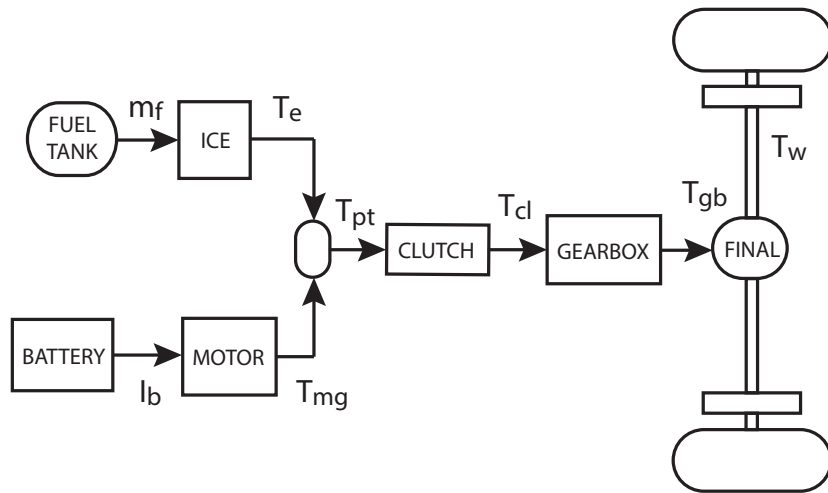 FUEL
TANK
mf
ICE
Te
Tpt
CLUTCH
Tcl
GEARBOX
Tgb
FINAL
Tw
BATTERY
Ib
MOTOR
Tmg